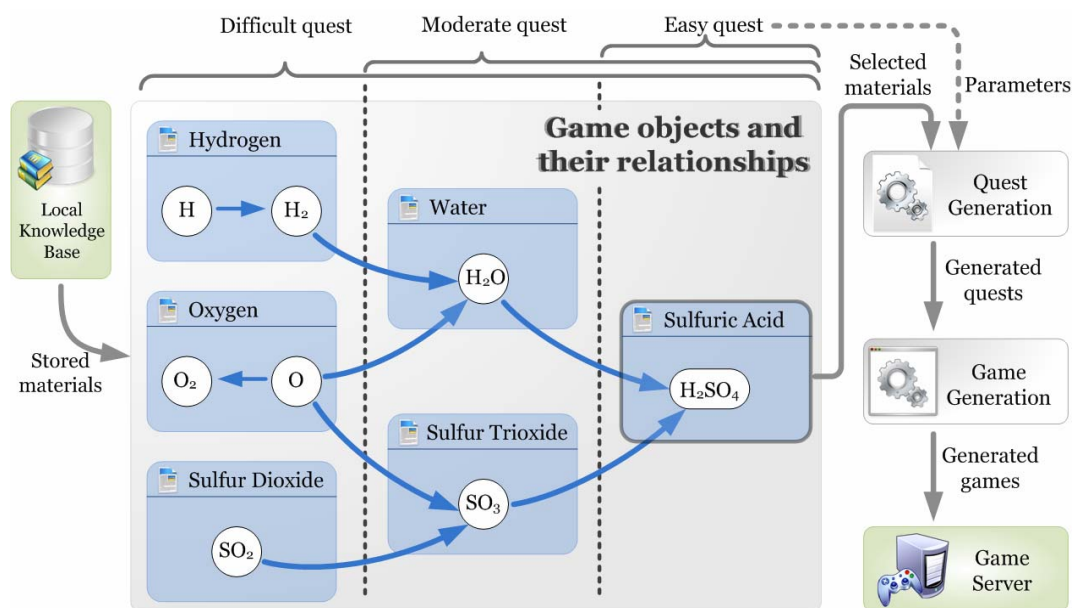 Difficult quest
Moderate quest
Easy quest
Selected
materials
Parameters
Local
Knowledge
Base
Stored
materials
Game objects and
their relationships
Hydrogen
H
H₂
Oxygen
O₂
O
Sulfur Dioxide
SO₂
Water
H₂O
Sulfur Trioxide
SO₃
Sulfuric Acid
H₂SO₄
Quest
Generation
Generated
quests
Game
Generation
Generated
games
Game
Server